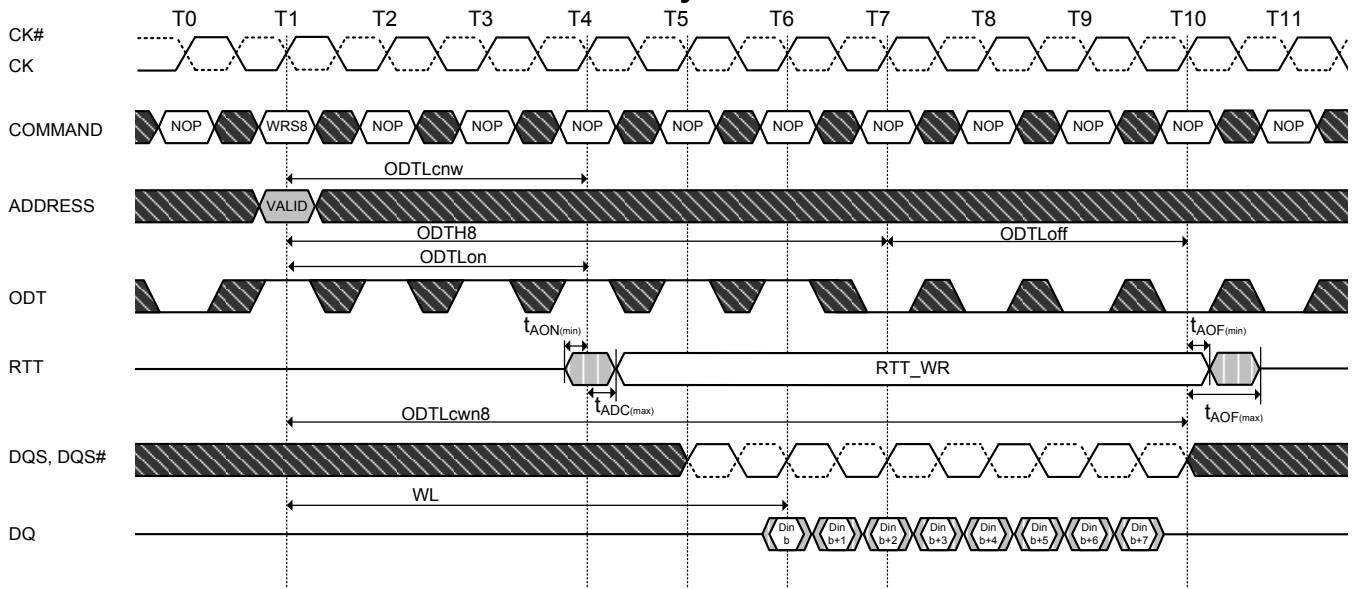 T0 T1 T2 T3 T4 T5 T6 T7 T8 T9 T10 T11
CK#
CK
COMMAND NOP WRS8 NOP NOP NOP NOP NOP NOP NOP NOP NOP NOP
ODTLcnw
ADDRESS VALID
ODTH8 ODTLoff
ODTLon
ODT
tAON(min) tAOF(min)
RTT RTT_WR
tADC(max) tAOF(max)
ODTLcwn8
DQS, DQS#
WL
DQ Din b Din b+1 Din b+2 Din b+3 Din b+4 Din b+5 Din b+6 Din b+7